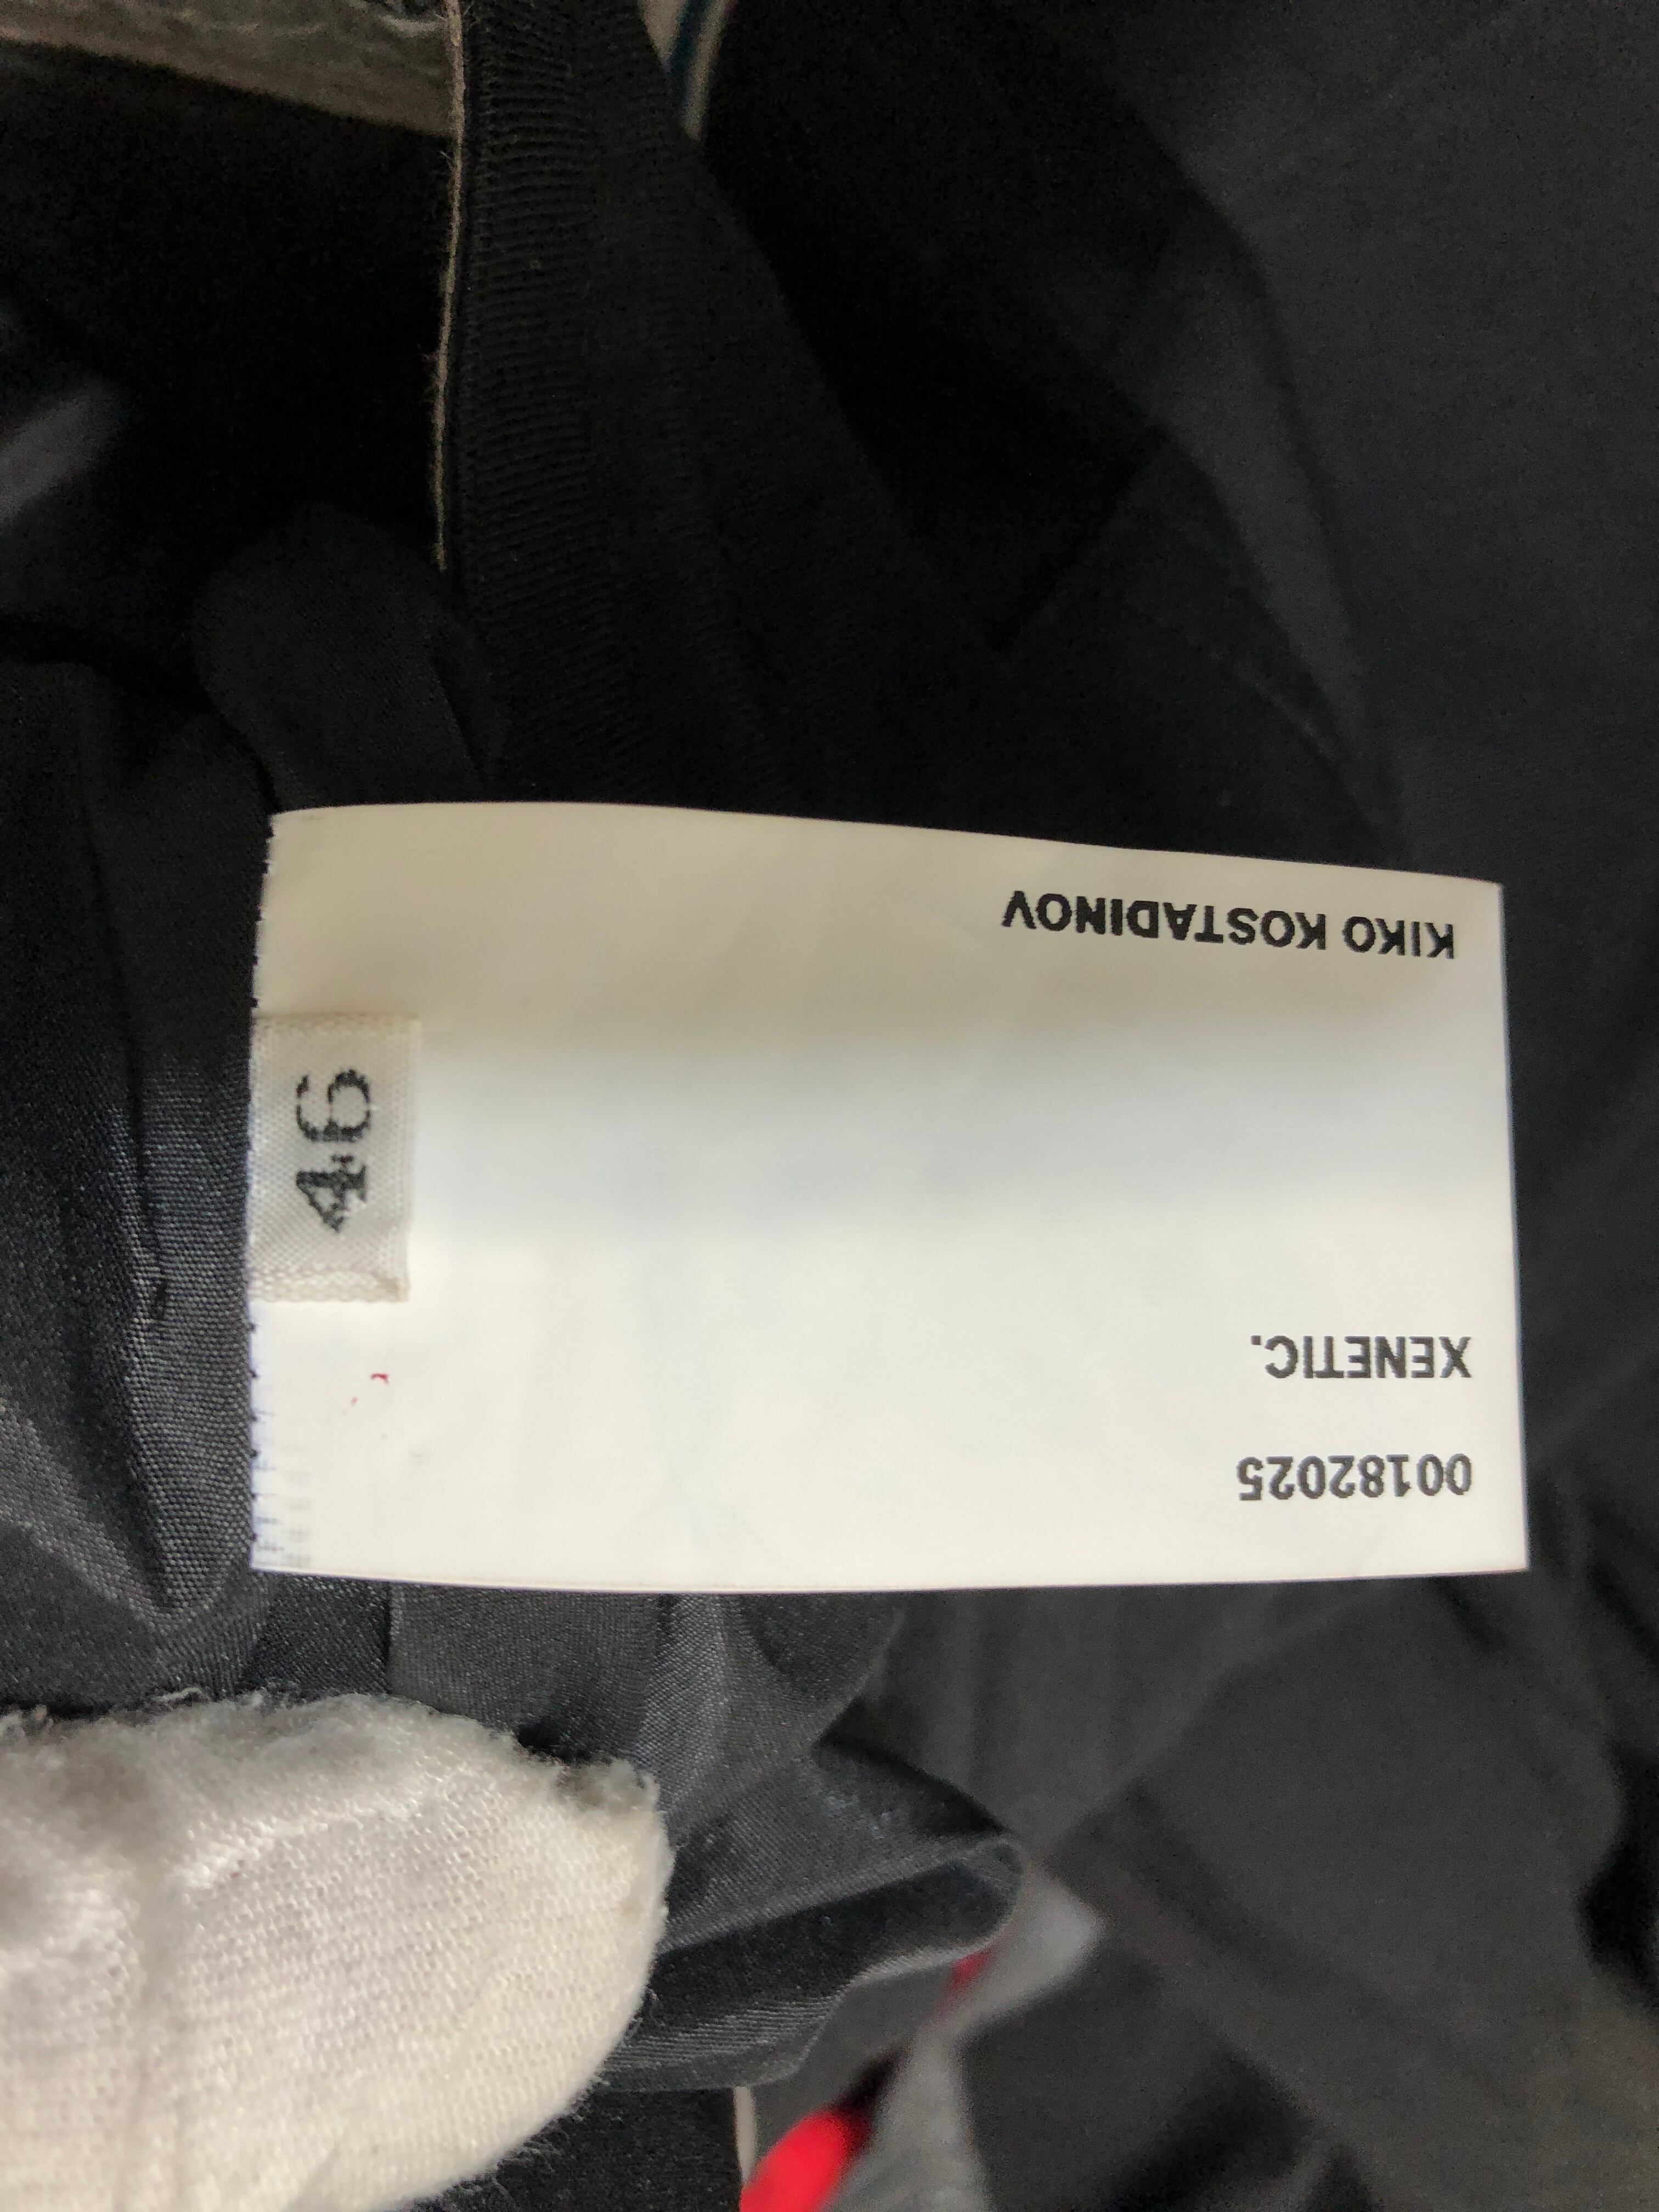 00182025
XENETIC.
46
KIKO KOSTADINOV